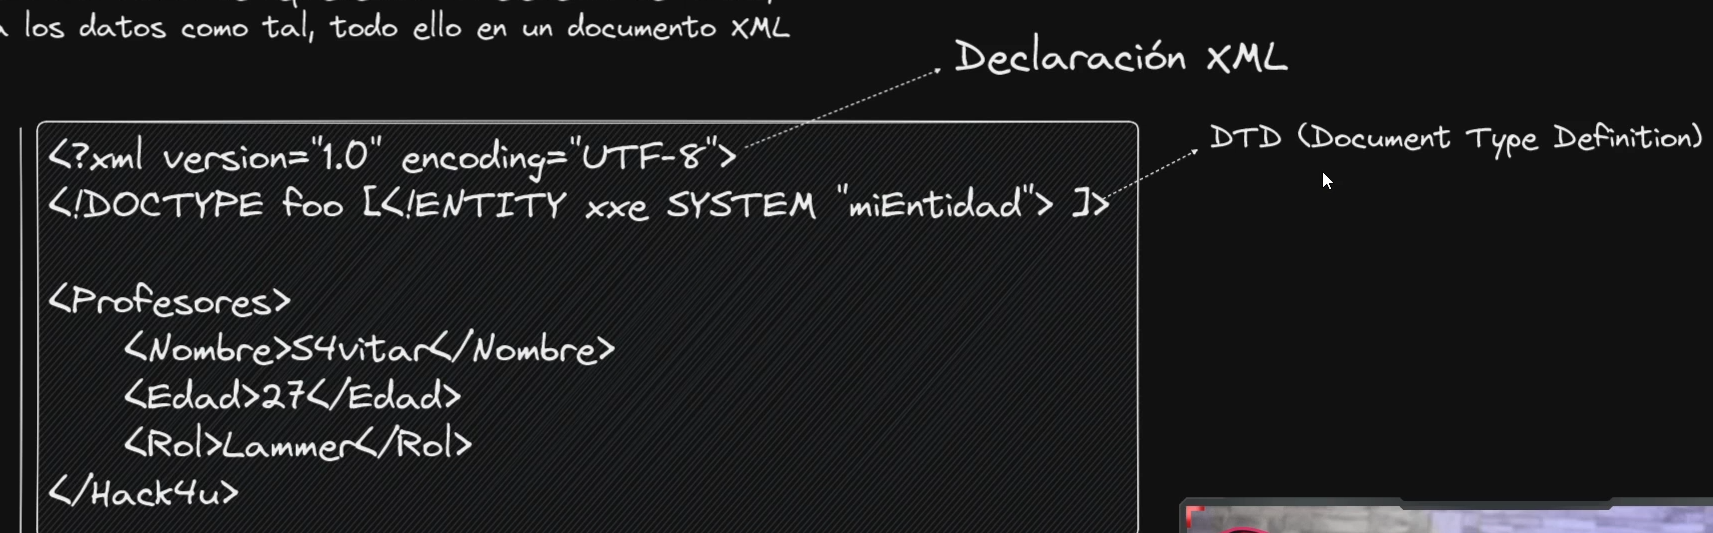 los datos como tal, todo ello en un documento XML
Declaración XML
DTD (Document Type Definition)
<?xml version="1.0" encoding="UTF-8">
<!DOCTYPE foo [<!ENTITY xxe SYSTEM "miEntidad"> ]>
<Profesores>
<Nombre>S4vitar</Nombre>
<Edad>27</Edad>
<Rol>Lammer</Rol>
</Hack4u>